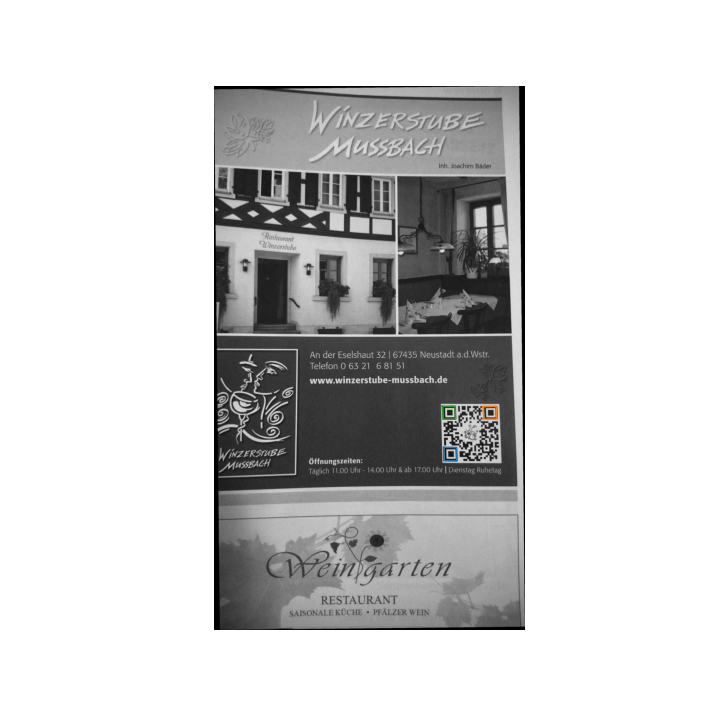 WINZERSTUBE
MUSSBACH
Inh. Joachim Bäder
Restaurant
Winzerstube
An der Eselshaut 32 | 67435 Neustadt a.d.Wstr.
Telefon 0 63 21 6 81 51
www.winzerstube-mussbach.de
WINZERSTUBE
MUSSBACH
Öffnungszeiten:
Täglich 11.00 Uhr - 14.00 Uhr & ab 17.00 Uhr | Dienstag Ruhetag
Weingarten
RESTAURANT
SAISONALE KÜCHE • PFÄLZER WEIN